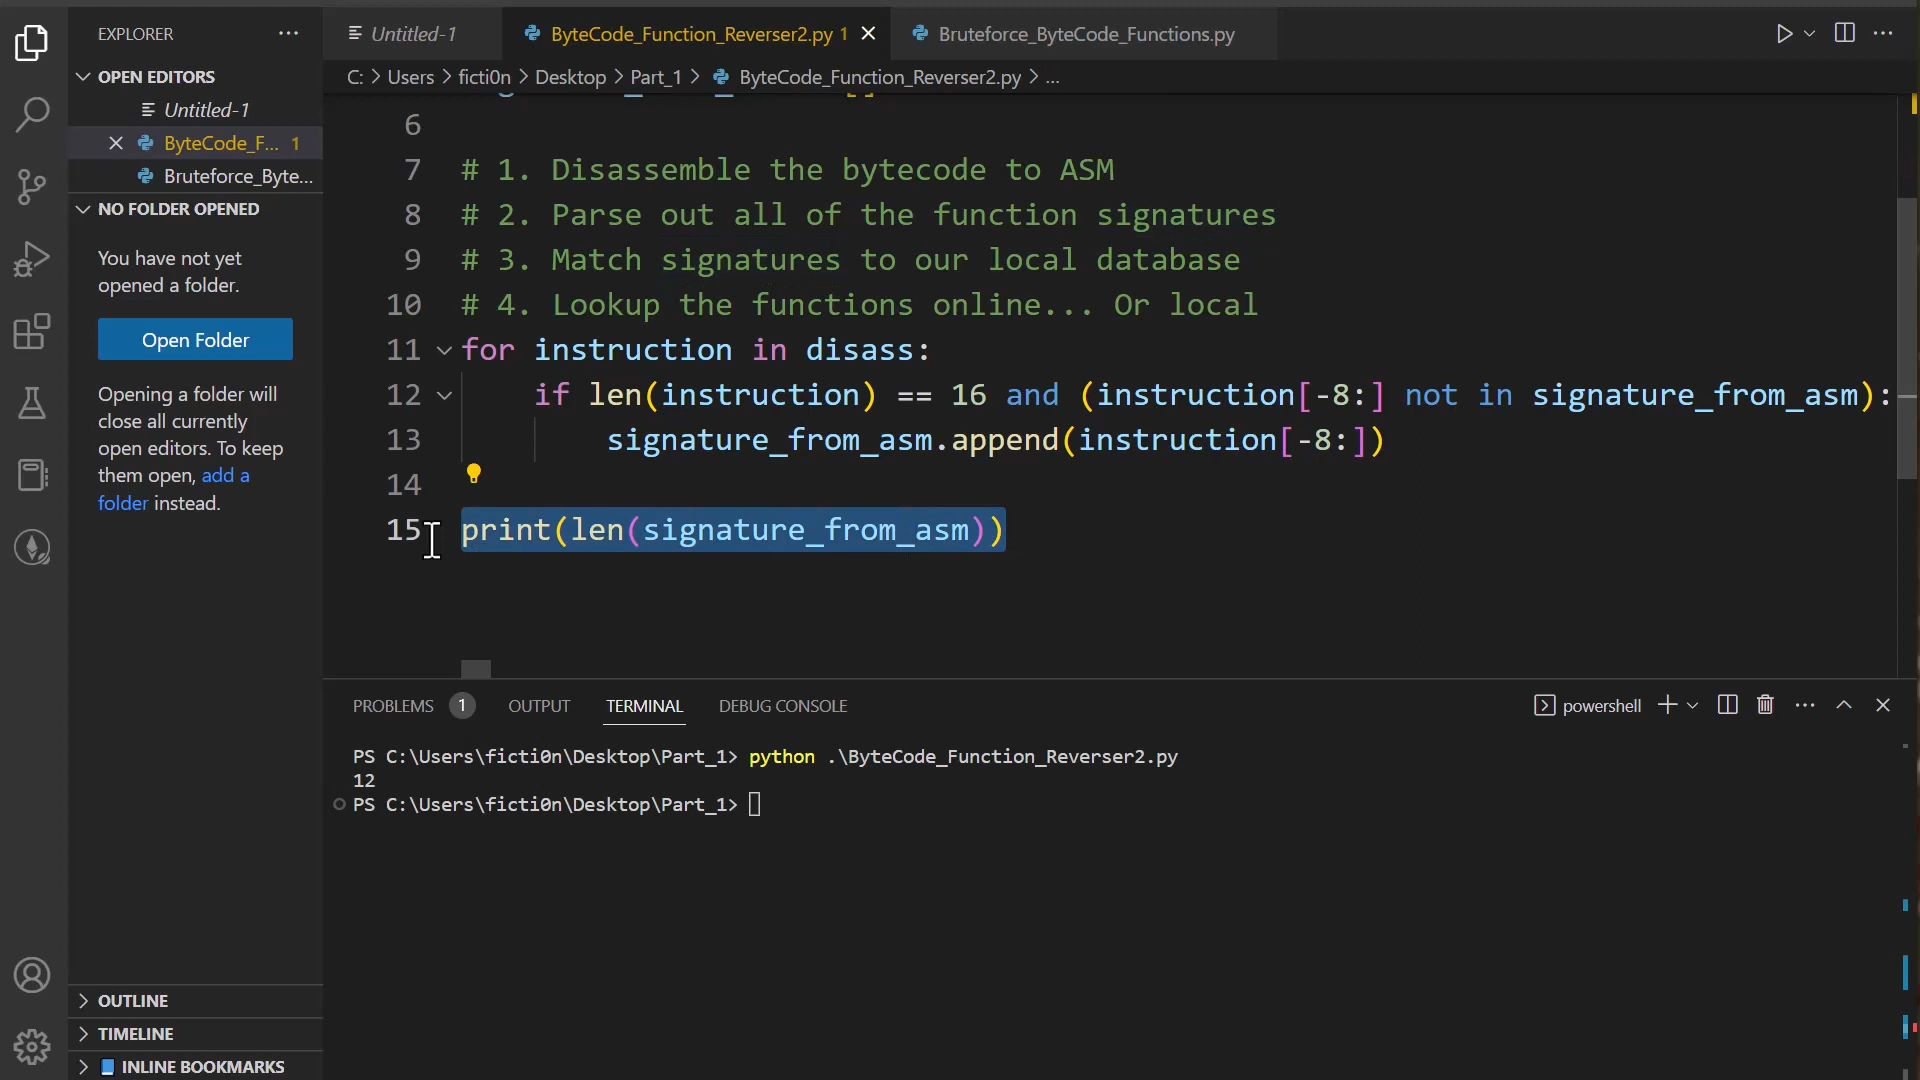 EXPLORER
Untitled-1
ByteCode_Function_Reverser2.py 1
Bruteforce_ByteCode_Functions.py
OPEN EDITORS
C: > Users > ficti0n > Desktop > Part_1 > ByteCode_Function_Reverser2.py > ...
Untitled-1
ByteCode_F... 1
Bruteforce_Byte...
NO FOLDER OPENED
You have not yet
opened a folder.
Open Folder
Opening a folder will
close all currently
open editors. To keep
them open, add a
folder instead.
OUTLINE
TIMELINE
INLINE BOOKMARKS
6
7 # 1. Disassemble the bytecode to ASM
8 # 2. Parse out all of the function signatures
9 # 3. Match signatures to our local database
10 # 4. Lookup the functions online... Or local
11 for instruction in disass:
12 if len(instruction) == 16 and (instruction[-8:] not in signature_from_asm):
13 signature_from_asm.append(instruction[-8:])
14
15 print(len(signature_from_asm))
PROBLEMS 1 OUTPUT TERMINAL DEBUG CONSOLE
powershell
PS C:\Users\ficti0n\Desktop\Part_1> python .\ByteCode_Function_Reverser2.py
12
PS C:\Users\ficti0n\Desktop\Part_1>